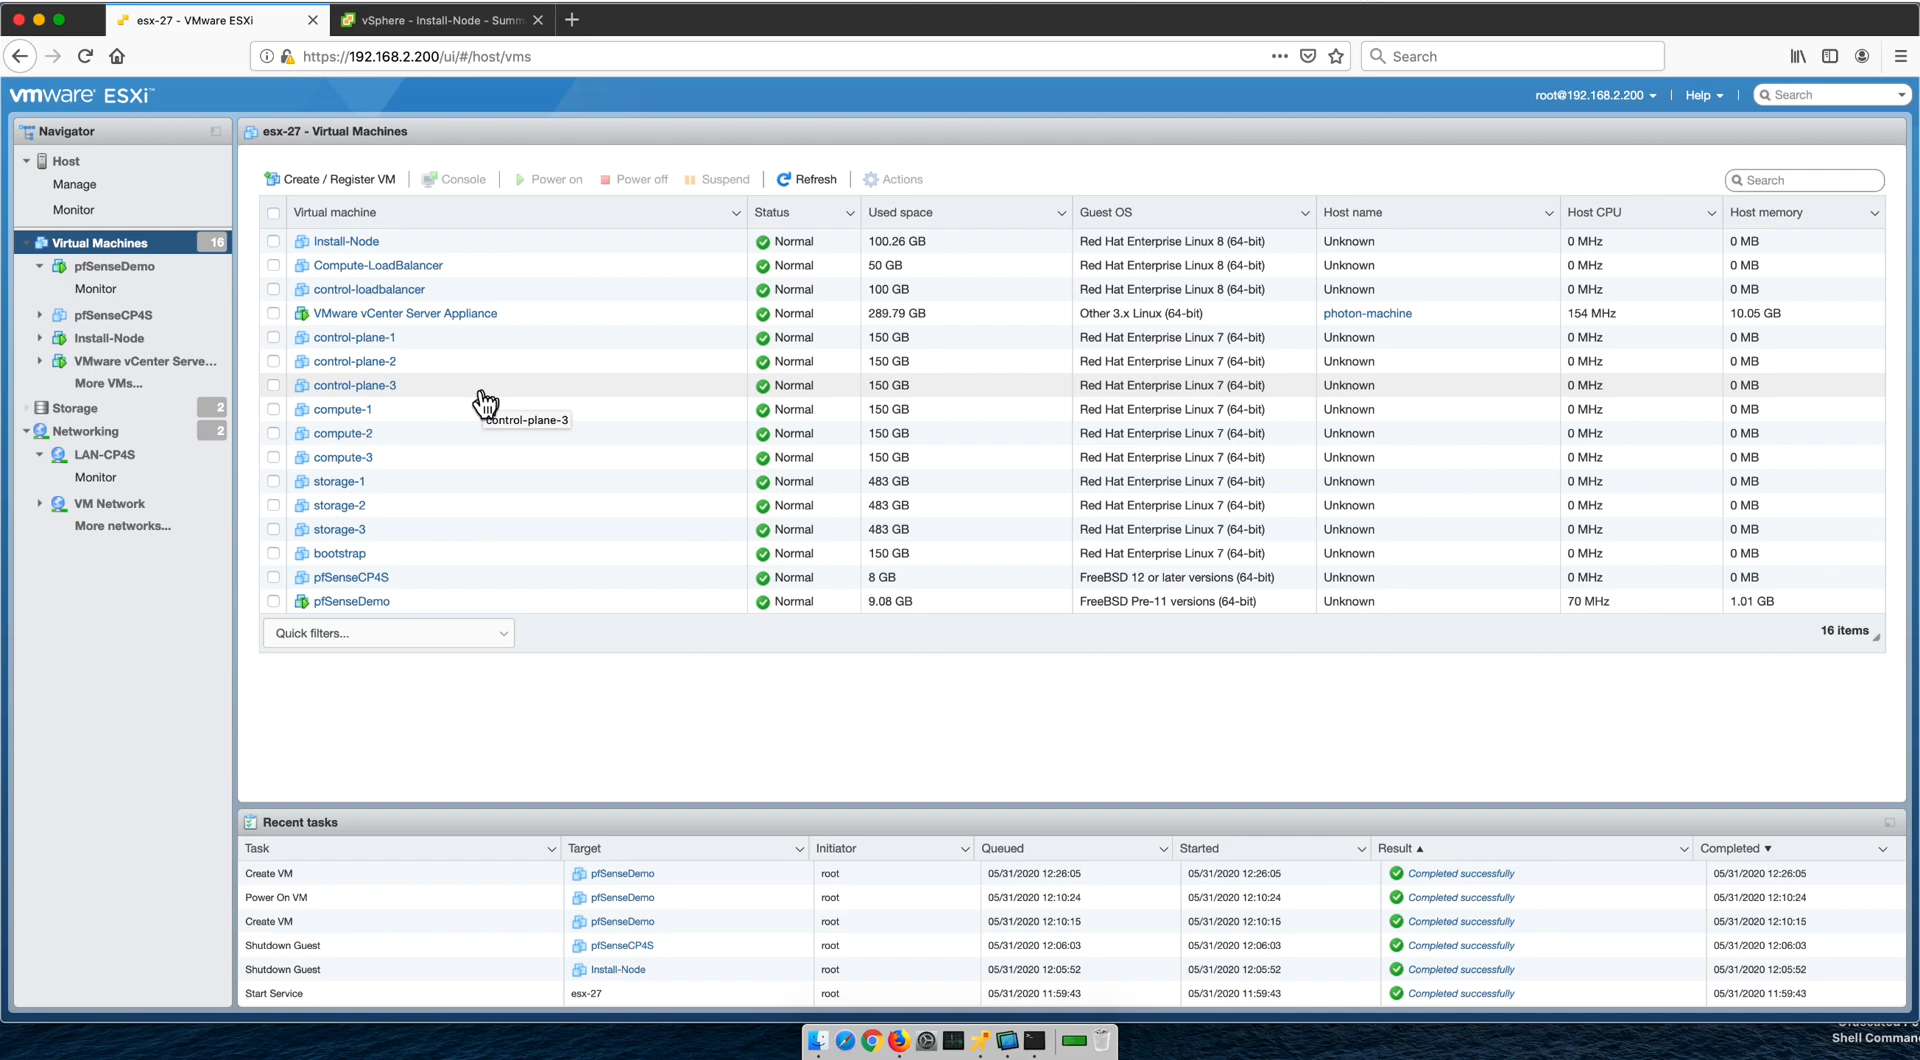 esx-27 - VMware ESXi
vSphere - Install-Node - Summ
https://192.168.2.200/ui/#/host/vms
Search
vmware ESXi™
root@192.168.2.200
Help
Search
Navigator
Host
Manage
Monitor
Virtual Machines 16
pfSenseDemo
Monitor
pfSenseCP4S
Install-Node
VMware vCenter Serve...
More VMs...
Storage 2
Networking 2
LAN-CP4S
Monitor
VM Network
More networks...
esx-27 - Virtual Machines
Create / Register VM | Console | Power on Power off Suspend | Refresh | Actions
Search
Virtual machine Status Used space Guest OS Host name Host CPU Host memory
Install-Node Normal 100.26 GB Red Hat Enterprise Linux 8 (64-bit) Unknown 0 MHz 0 MB
Compute-LoadBalancer Normal 50 GB Red Hat Enterprise Linux 8 (64-bit) Unknown 0 MHz 0 MB
control-loadbalancer Normal 100 GB Red Hat Enterprise Linux 8 (64-bit) Unknown 0 MHz 0 MB
VMware vCenter Server Appliance Normal 289.79 GB Other 3.x Linux (64-bit) photon-machine 154 MHz 10.05 GB
control-plane-1 Normal 150 GB Red Hat Enterprise Linux 7 (64-bit) Unknown 0 MHz 0 MB
control-plane-2 Normal 150 GB Red Hat Enterprise Linux 7 (64-bit) Unknown 0 MHz 0 MB
control-plane-3 Normal 150 GB Red Hat Enterprise Linux 7 (64-bit) Unknown 0 MHz 0 MB
compute-1 Normal 150 GB Red Hat Enterprise Linux 7 (64-bit) Unknown 0 MHz 0 MB
control-plane-3
compute-2 Normal 150 GB Red Hat Enterprise Linux 7 (64-bit) Unknown 0 MHz 0 MB
compute-3 Normal 150 GB Red Hat Enterprise Linux 7 (64-bit) Unknown 0 MHz 0 MB
storage-1 Normal 483 GB Red Hat Enterprise Linux 7 (64-bit) Unknown 0 MHz 0 MB
storage-2 Normal 483 GB Red Hat Enterprise Linux 7 (64-bit) Unknown 0 MHz 0 MB
storage-3 Normal 483 GB Red Hat Enterprise Linux 7 (64-bit) Unknown 0 MHz 0 MB
bootstrap Normal 150 GB Red Hat Enterprise Linux 7 (64-bit) Unknown 0 MHz 0 MB
pfSenseCP4S Normal 8 GB FreeBSD 12 or later versions (64-bit) Unknown 0 MHz 0 MB
pfSenseDemo Normal 9.08 GB FreeBSD Pre-11 versions (64-bit) Unknown 70 MHz 1.01 GB
Quick filters...
16 items
Recent tasks
Task Target Initiator Queued Started Result Completed
Create VM pfSenseDemo root 05/31/2020 12:26:05 05/31/2020 12:26:05 Completed successfully 05/31/2020 12:26:05
Power On VM pfSenseDemo root 05/31/2020 12:10:24 05/31/2020 12:10:24 Completed successfully 05/31/2020 12:10:24
Create VM pfSenseDemo root 05/31/2020 12:10:15 05/31/2020 12:10:15 Completed successfully 05/31/2020 12:10:15
Shutdown Guest pfSenseCP4S root 05/31/2020 12:06:03 05/31/2020 12:06:03 Completed successfully 05/31/2020 12:06:03
Shutdown Guest Install-Node root 05/31/2020 12:05:52 05/31/2020 12:05:52 Completed successfully 05/31/2020 12:05:52
Start Service esx-27 root 05/31/2020 11:59:43 05/31/2020 11:59:43 Completed successfully 05/31/2020 11:59:43
Shell Comman